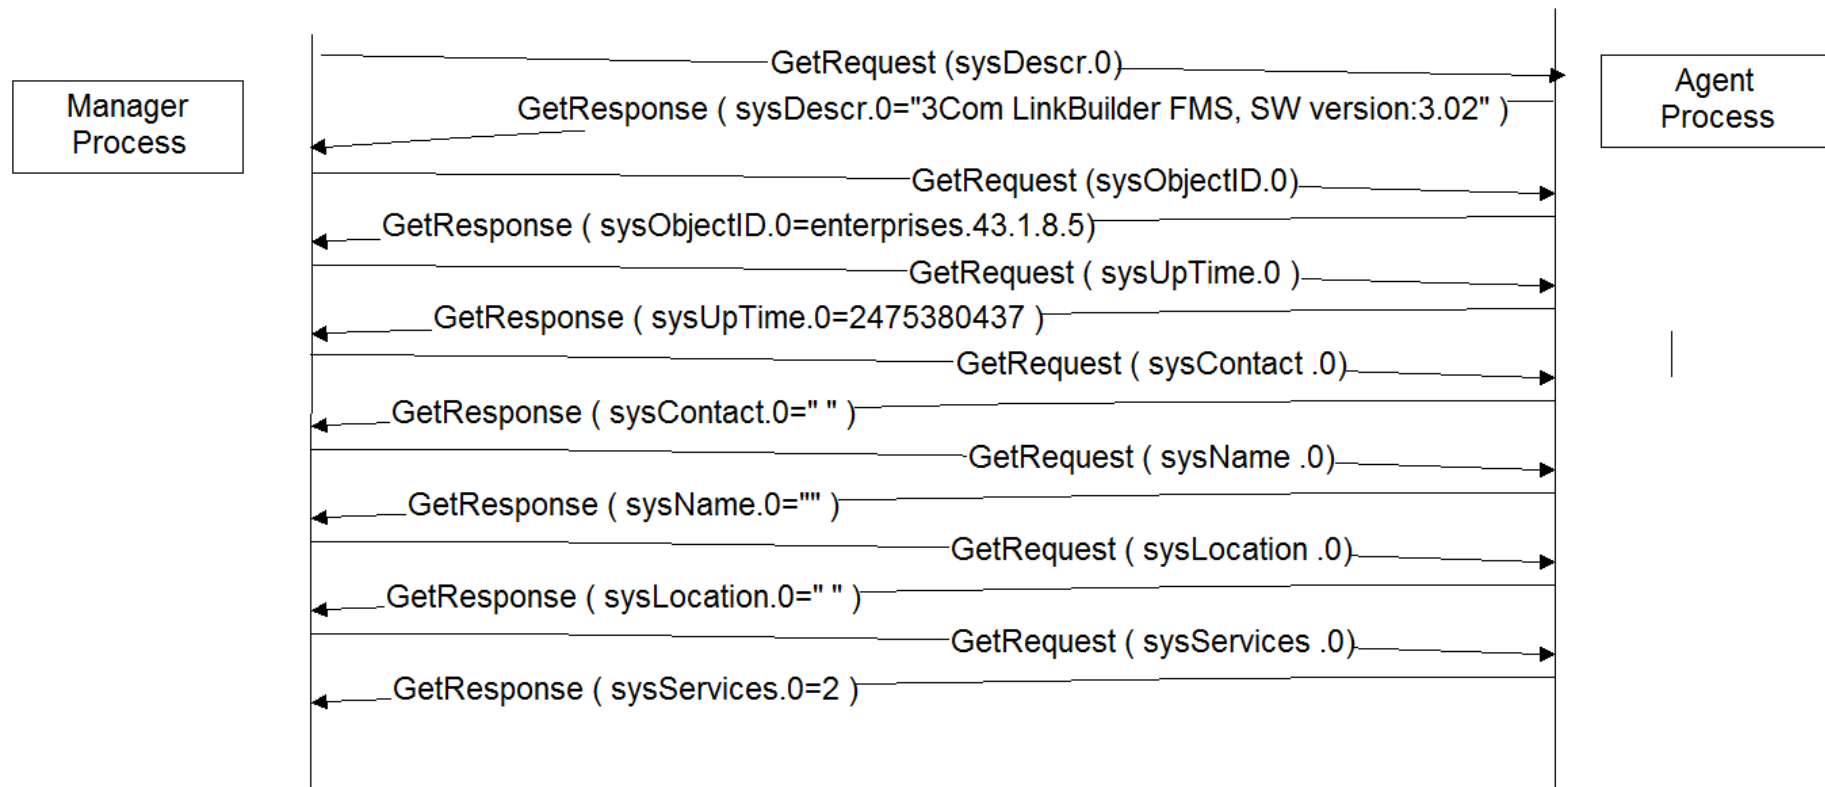 GetRequest (sysDescr.0)
Manager
Process
Agent
Process
GetResponse ( sysDescr.0="3Com LinkBuilder FMS, SW version:3.02" )
GetRequest (sysObjectID.0)
GetResponse ( sysObjectID.0=enterprises.43.1.8.5)
GetRequest ( sysUpTime.0 )
GetResponse ( sysUpTime.0=2475380437 )
GetRequest ( sysContact .0)
GetResponse ( sysContact.0=" " )
GetRequest ( sysName .0)
GetResponse ( sysName.0="" )
GetRequest ( sysLocation .0)
GetResponse ( sysLocation.0=" " )
GetRequest ( sysServices .0)
GetResponse ( sysServices.0=2 )